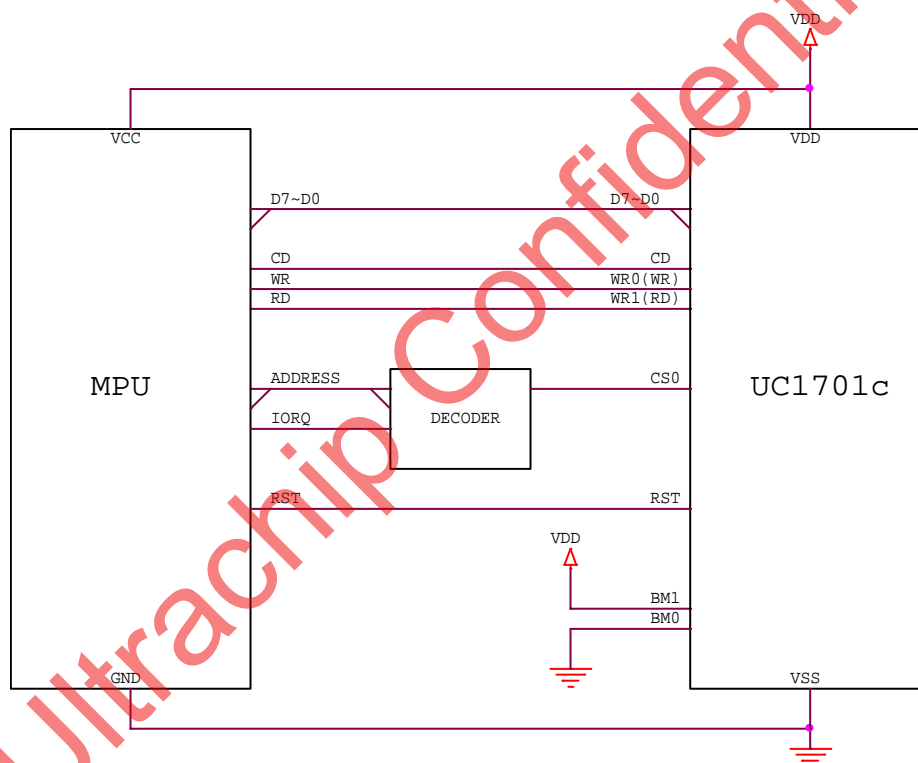 VDD
VCC
VDD
D7~D0 D7~D0
CD CD
WR WR0(WR)
RD WR1(RD)
ADDRESS CS0
MPU UC1701c
IORQ DECODER
RST RST
VDD
BM1
BM0
GND VSS
Ultrachip Confident